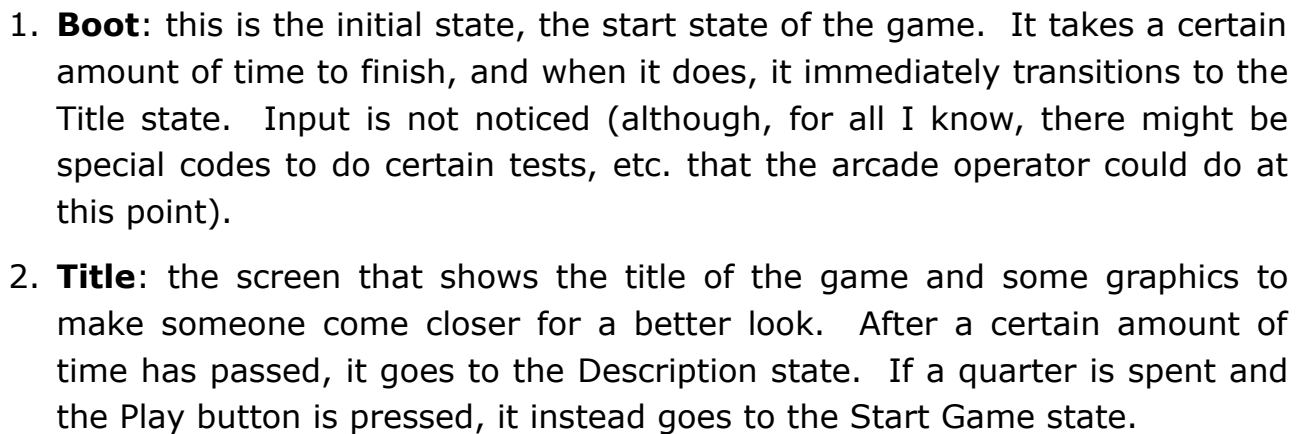 1. Boot: this is the initial state, the start state of the game. It takes a certain
amount of time to finish, and when it does, it immediately transitions to the
Title state. Input is not noticed (although, for all I know, there might be
special codes to do certain tests, etc. that the arcade operator could do at
this point).
2. Title: the screen that shows the title of the game and some graphics to
make someone come closer for a better look. After a certain amount of
time has passed, it goes to the Description state. If a quarter is spent and
the Play button is pressed, it instead goes to the Start Game state.